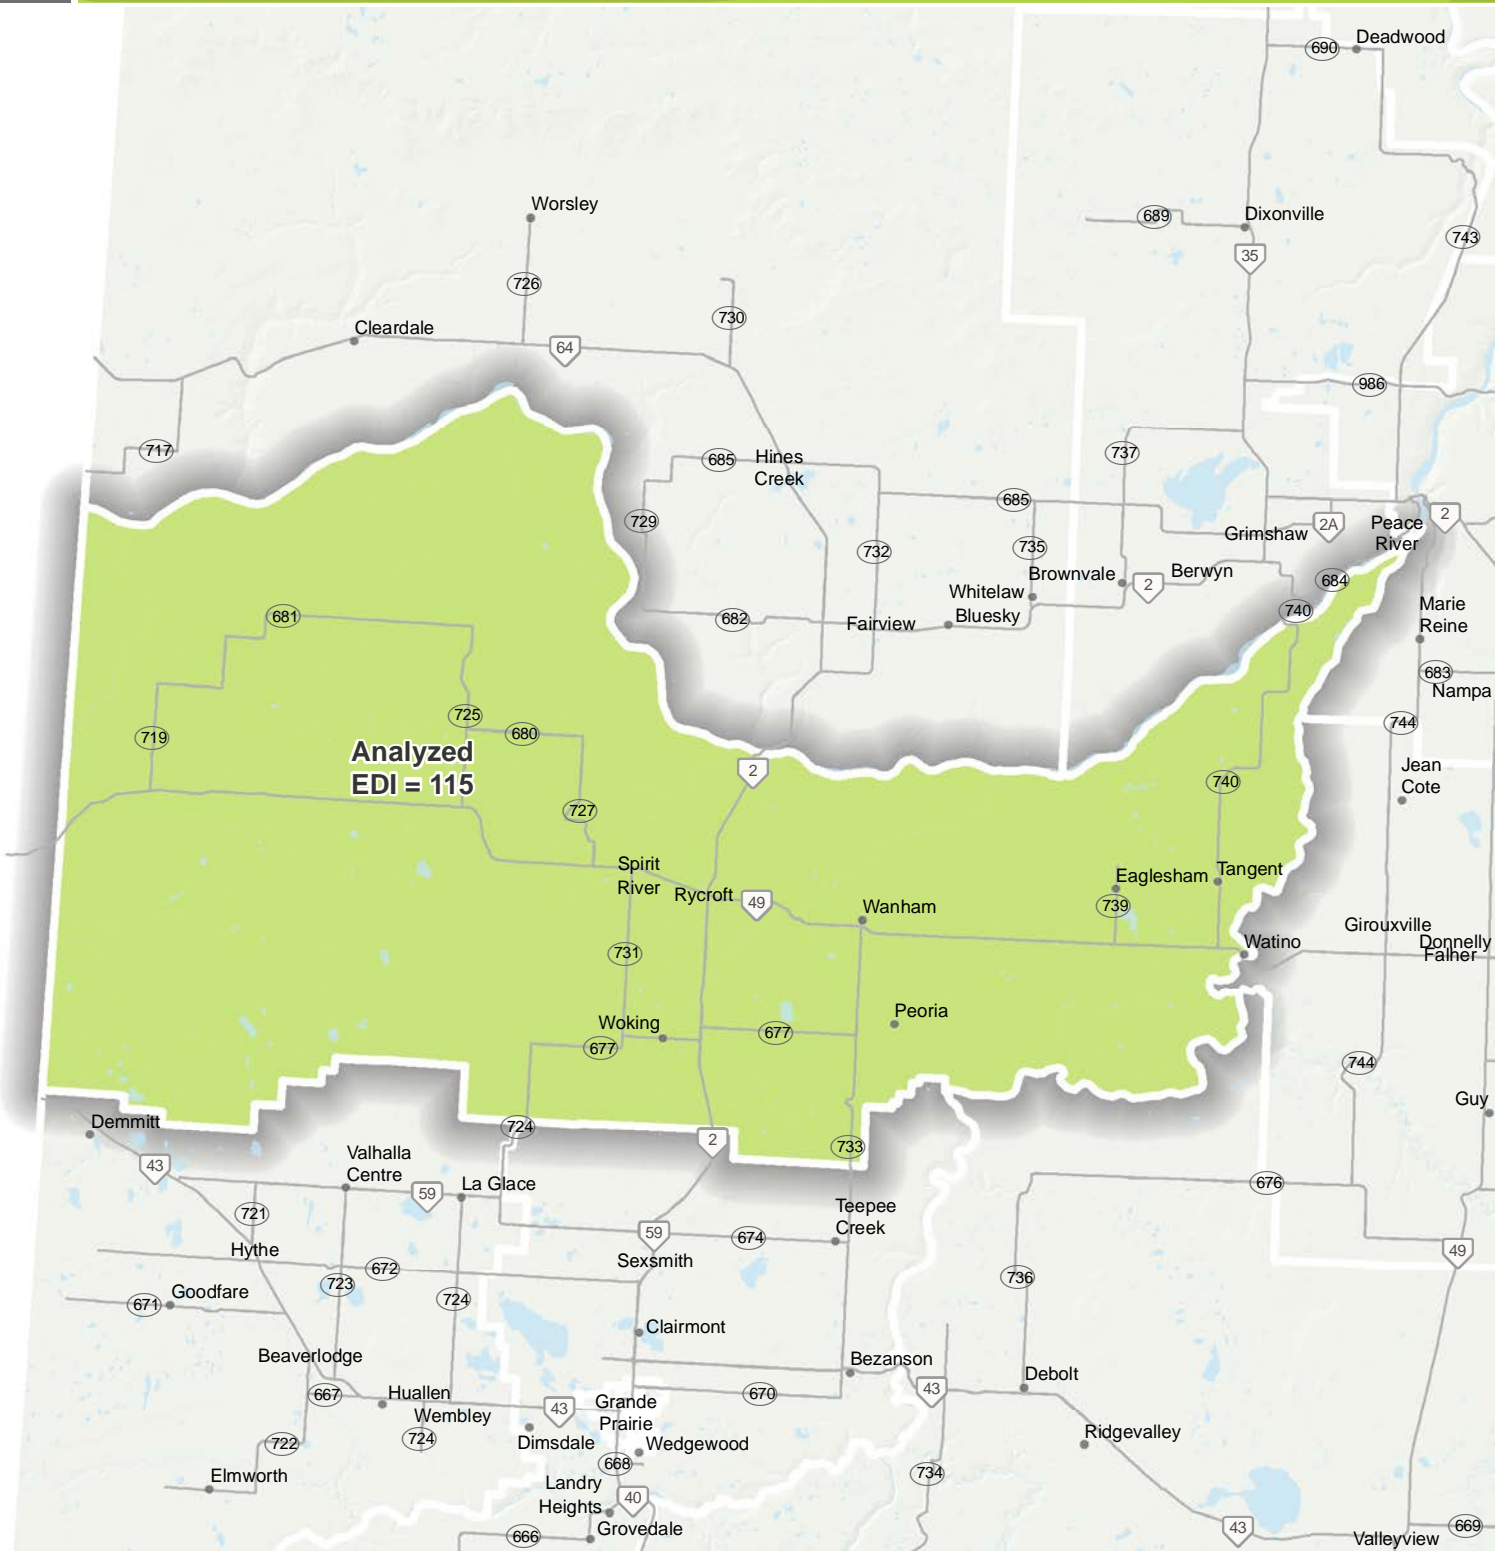 690
Deadwood
Worsley
689
Dixonville
743
35
726
730
Cleardale
64
986
717
685
Hines
Creek
737
685
729
2A
Peace
River
2
Grimshaw
732
735
Brownvale
2
Berwyn
684
Whitelaw
740
Marie
Reine
681
682
Fairview
Bluesky
683
Nampa
725
744
719
680
Analyzed
EDI = 115
2
Jean
Cote
740
727
Spirit
River
Rycroft
49
Eaglesham
Tangent
739
Wanham
Girouxville
Donnelly
Falher
Watino
731
Peoria
Woking
677
677
744
Guy
Demmitt
724
2
733
43
Valhalla
Centre
59
La Glace
676
721
Teepee
Creek
59
674
Hythe
Sexsmith
49
672
723
736
671
Goodfare
724
Clairmont
Beaverlodge
Bezanson
Debolt
667
Huallen
Wembley
43
Grande
Prairie
670
43
724
Dimsdale
Wedgewood
Ridgevalley
722
668
734
Elmworth
Landry
Heights
40
666
Grovedale
43
Valleyview
669